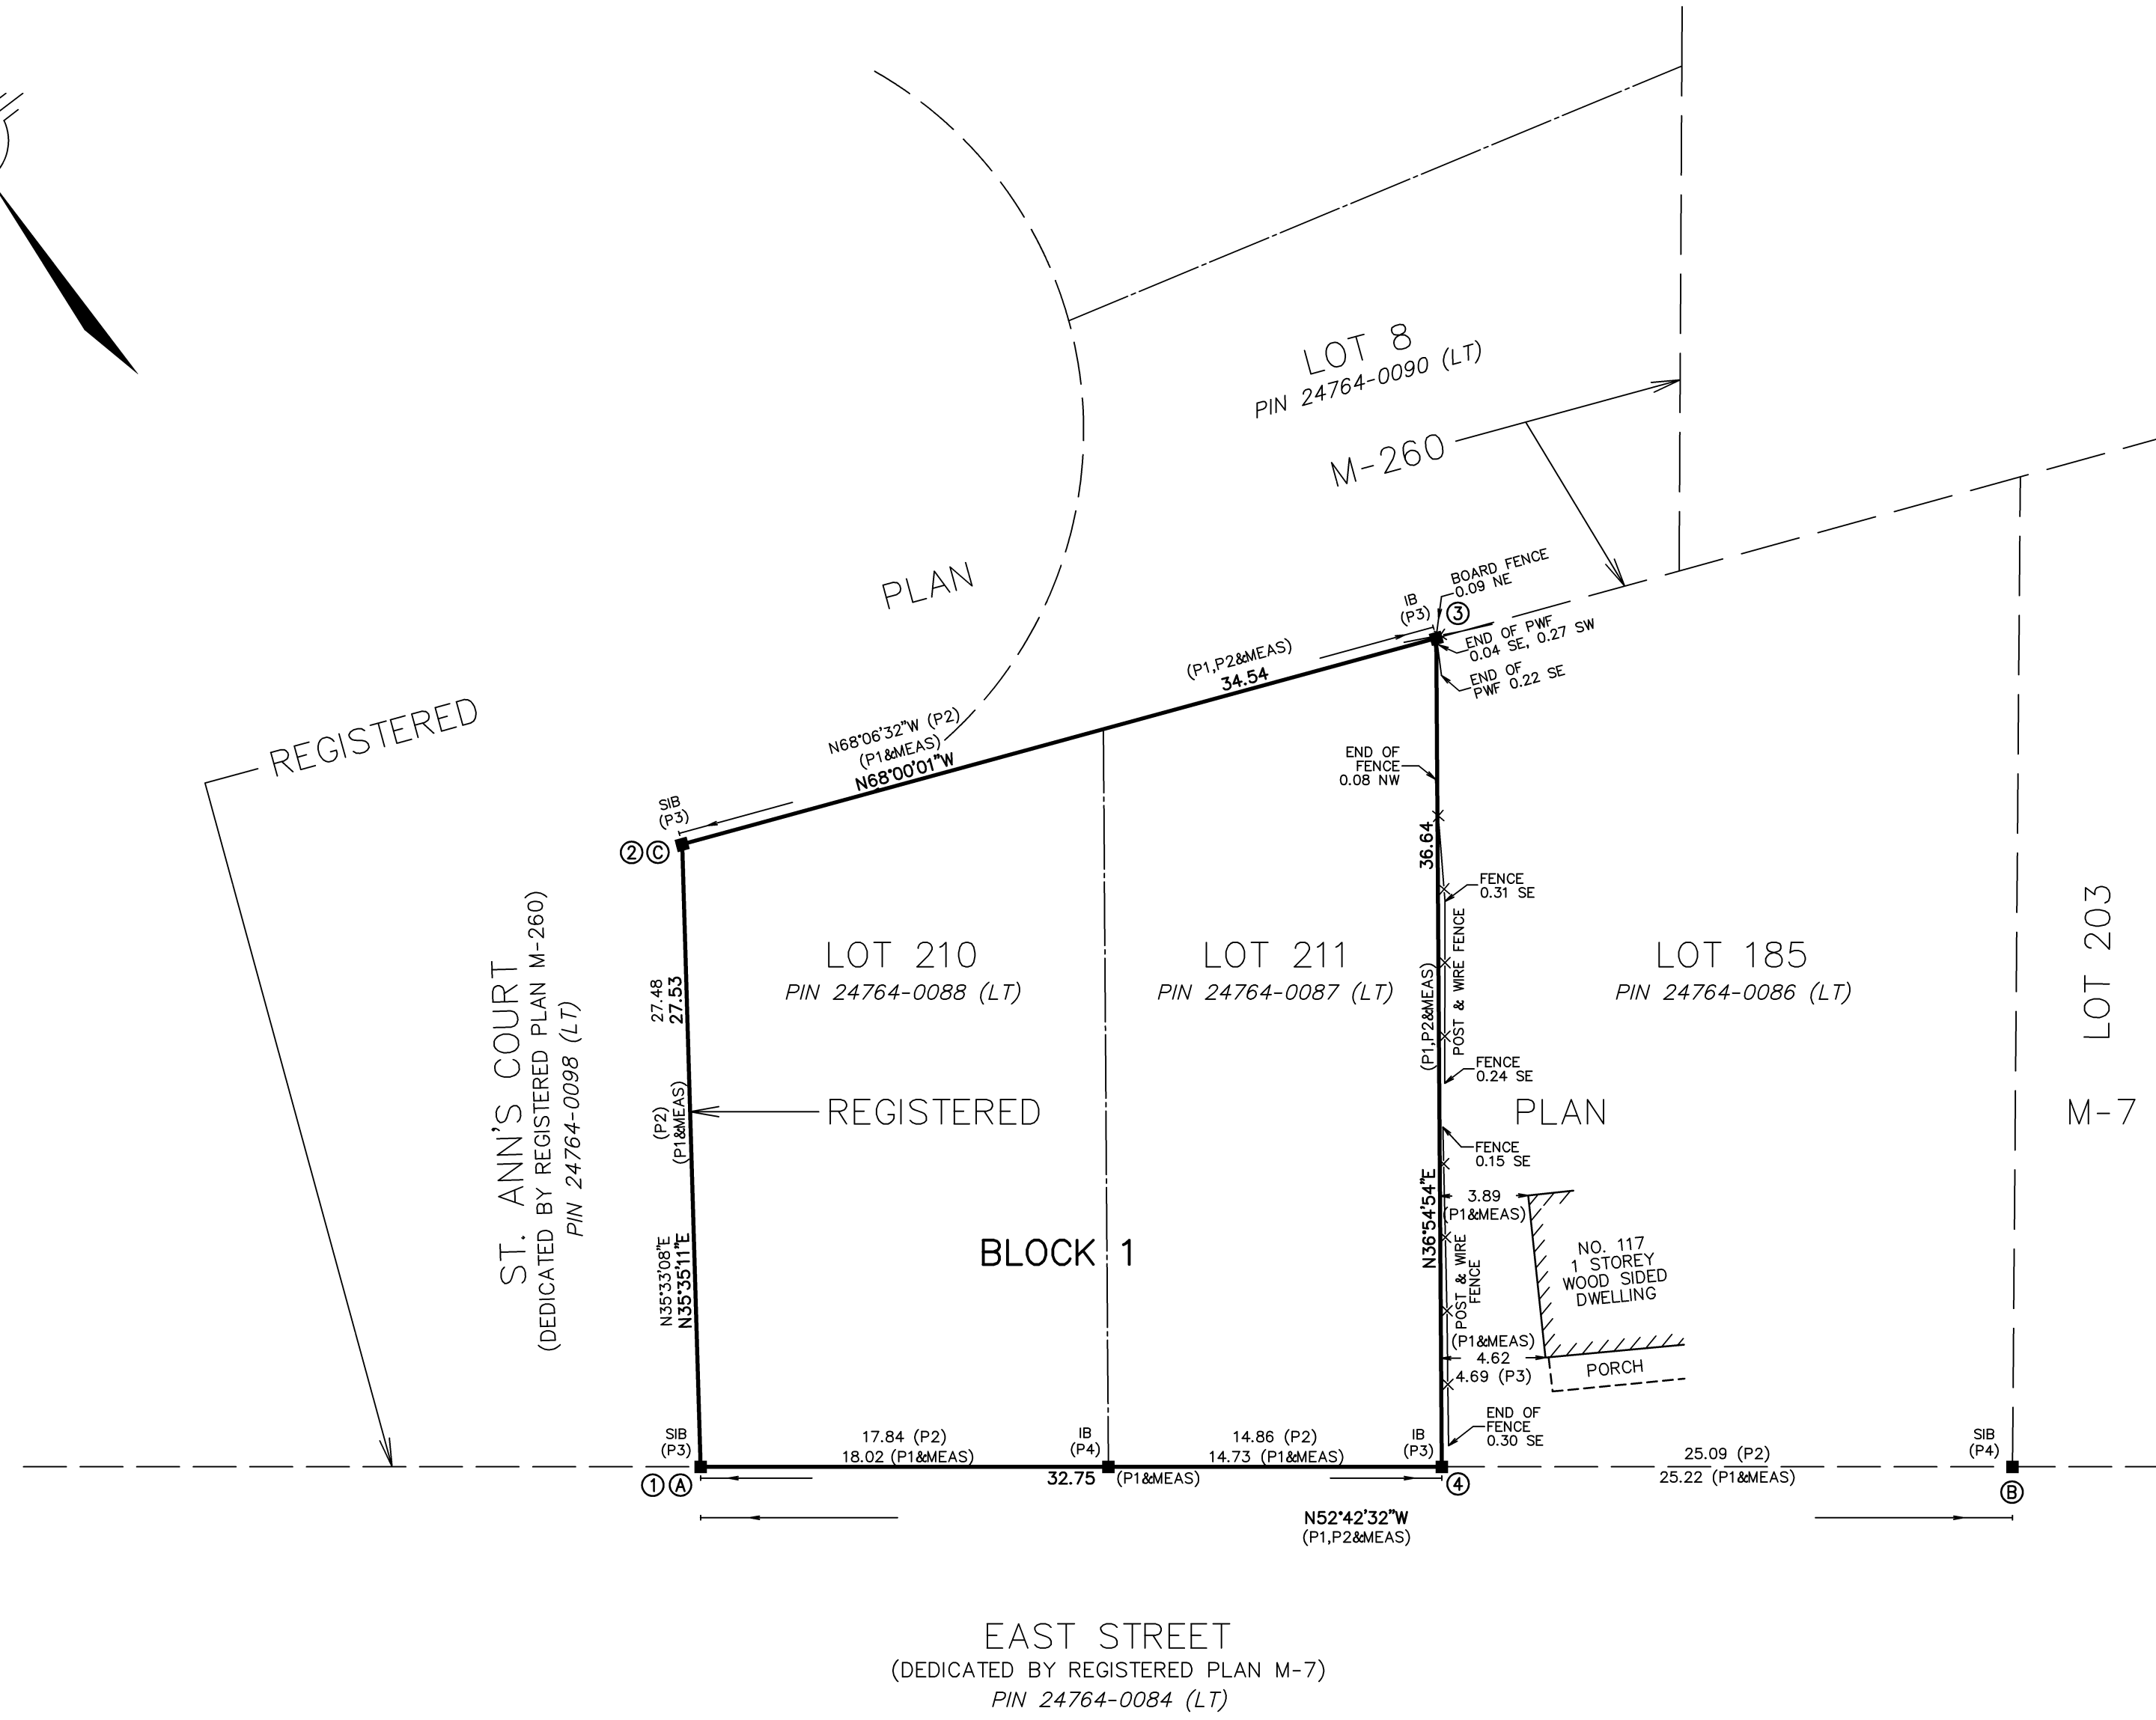 LOT 8
PIN 24764-0090 (LT)
M-260
PLAN
REGISTERED
BOARD FENCE
0.09 NE
IB
(P3)
3
END OF PWF
0.04 SE, 0.27 SW
END OF
PWF 0.22 SE
(P1,P2&MEAS)
34.54
N68°06'32"W (P2)
(P1&MEAS)
N68°00'01"W
SIB
(P3)
2 C
END OF
FENCE
0.08 NW
36.64
FENCE
0.31 SE
POST & WIRE FENCE
(P1,P2&MEAS)
FENCE
0.24 SE
LOT 210
PIN 24764-0088 (LT)
LOT 211
PIN 24764-0087 (LT)
LOT 185
PIN 24764-0086 (LT)
LOT 203
M-7
27.48
27.53
(P2)
(P1&MEAS)
N35°33'08"E
N35°35'11"E
ST. ANN'S COURT
(DEDICATED BY REGISTERED PLAN M-260)
PIN 24764-0098 (LT)
REGISTERED
PLAN
BLOCK 1
FENCE
0.15 SE
N36°54'54"E
3.89
(P1&MEAS)
POST & WIRE
FENCE
NO. 117
1 STOREY
WOOD SIDED
DWELLING
(P1&MEAS)
4.62
4.69 (P3)
PORCH
END OF
FENCE
0.30 SE
SIB
(P3)
17.84 (P2)
18.02 (P1&MEAS)
IB
(P4)
14.86 (P2)
14.73 (P1&MEAS)
IB
(P3)
25.09 (P2)
25.22 (P1&MEAS)
SIB
(P4)
1 A
32.75 (P1&MEAS)
4
B
N52°42'32"W
(P1,P2&MEAS)
EAST STREET
(DEDICATED BY REGISTERED PLAN M-7)
PIN 24764-0084 (LT)